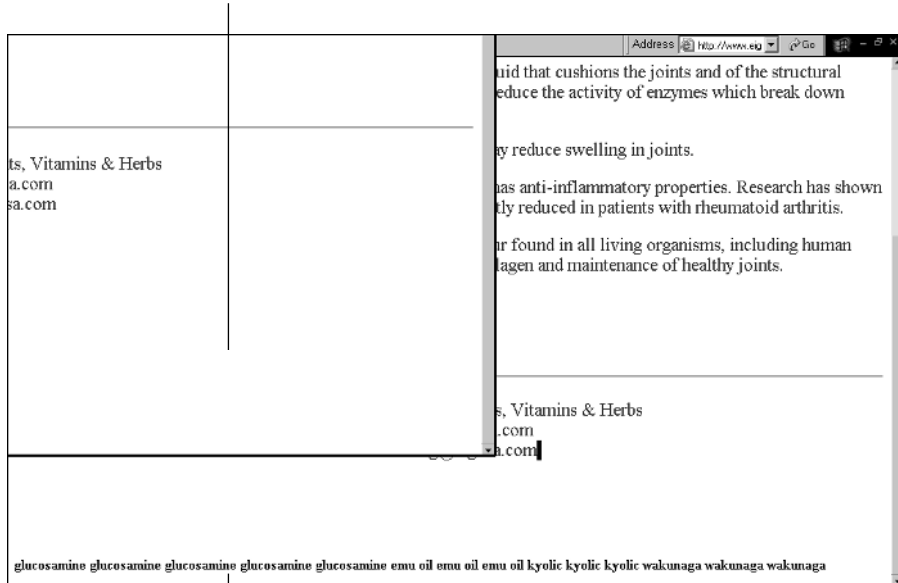 Address http://www.eig Go
uid that cushions the joints and of the structural
educe the activity of enzymes which break down
ay reduce swelling in joints.
has anti-inflammatory properties. Research has shown
tly reduced in patients with rheumatoid arthritis.
ur found in all living organisms, including human
lagen and maintenance of healthy joints.
ts, Vitamins & Herbs
a.com
sa.com
s, Vitamins & Herbs
.com
a.com
glucosamine glucosamine glucosamine glucosamine glucosamine emu oil emu oil emu oil kyolic kyolic kyolic wakunaga wakunaga wakunaga